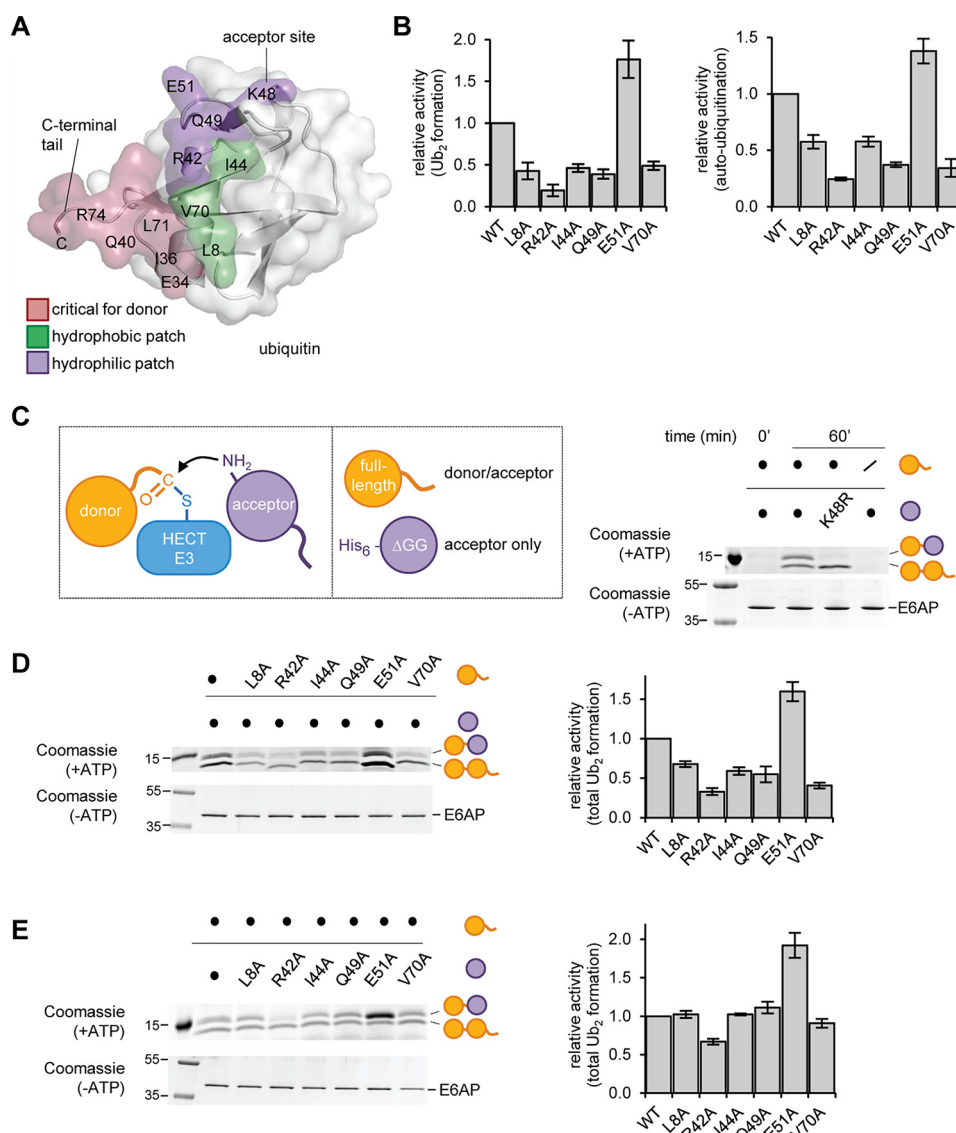 A
acceptor site
E51
K48
Q49
C-terminal
tail
R42
I44
R74
V70
L71
C
Q40
L8
I36
E34
critical for donor
hydrophobic patch
hydrophilic patch
ubiquitin
B
relative activity
(Ub2 formation)
2.0
1.5
1.0
0.5
0.0
WT
L8A
R42A
I44A
Q49A
E51A
V70A
relative activity
(auto-ubiquitination)
1.5
1.0
0.5
0.0
WT
L8A
R42A
I44A
Q49A
E51A
V70A
C
donor
O
C
S
NH2
acceptor
HECT
E3
full-
length
donor/acceptor
His6
ΔGG
acceptor only
time (min) 0' 60'
K48R
Coomassie
(+ATP)
15
Coomassie
(-ATP)
55
35
E6AP
D
L8A
R42A
I44A
Q49A
E51A
V70A
Coomassie
(+ATP)
15
Coomassie
(-ATP)
55
35
E6AP
relative activity
(total Ub2 formation)
2.0
1.5
1.0
0.5
0.0
WT
L8A
R42A
I44A
Q49A
E51A
V70A
E
L8A
R42A
I44A
Q49A
E51A
V70A
Coomassie
(+ATP)
15
Coomassie
(-ATP)
55
35
E6AP
relative activity
(total Ub2 formation)
2.0
1.5
1.0
0.5
0.0
WT
L8A
I44A
E51A
V70A